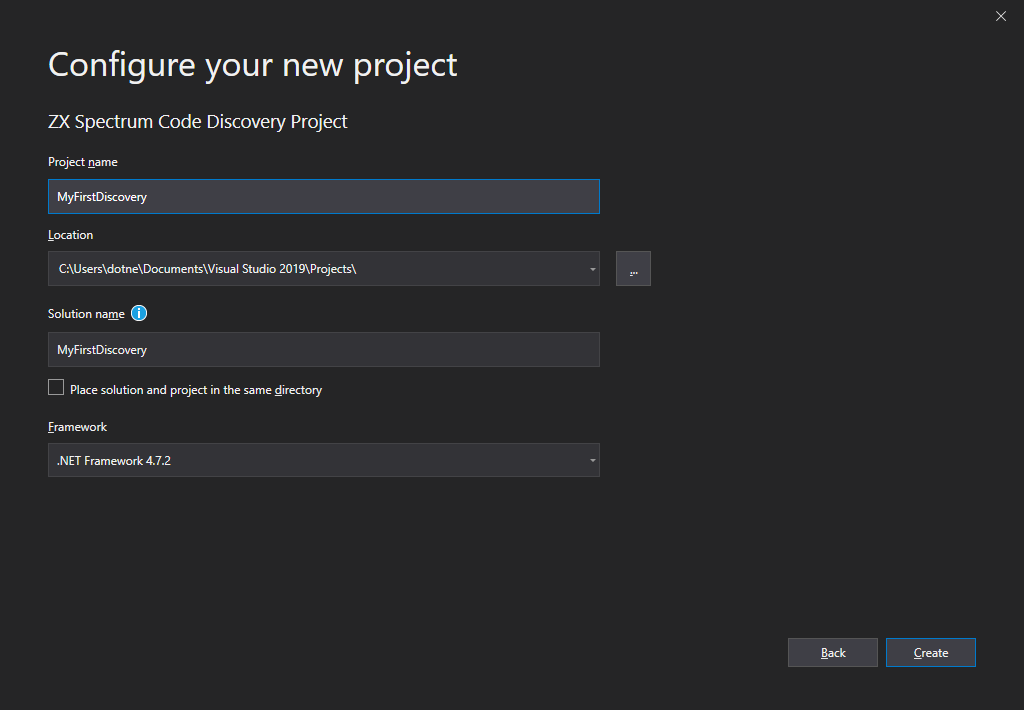 Configure your new project
ZX Spectrum Code Discovery Project
Project name
MyFirstDiscovery
Location
C:\Users\dotne\Documents\Visual Studio 2019\Projects\
...
Solution name
MyFirstDiscovery
Place solution and project in the same directory
Framework
.NET Framework 4.7.2
Back
Create